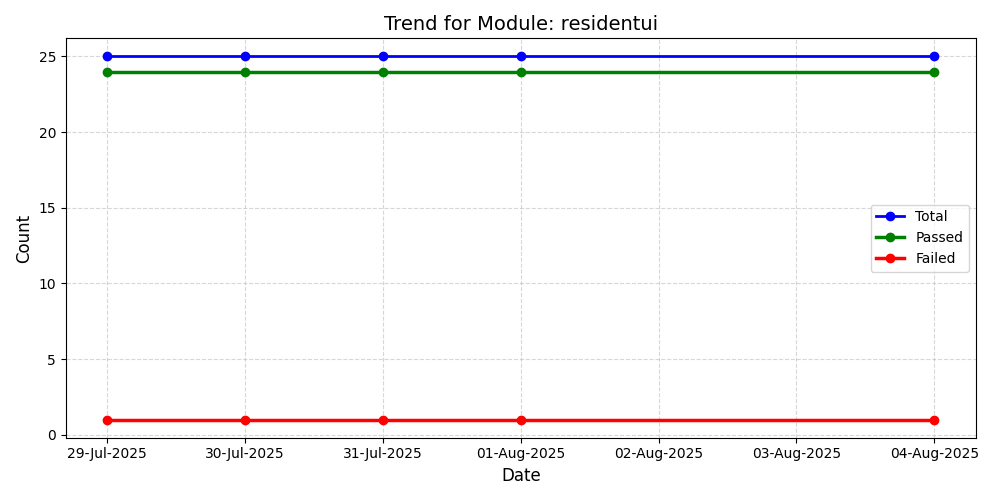 Trend for Module: residentui
Count
25
20
15
10
5
0
Total
Passed
Failed
29-Jul-2025
30-Jul-2025
31-Jul-2025
01-Aug-2025
02-Aug-2025
03-Aug-2025
04-Aug-2025
Date